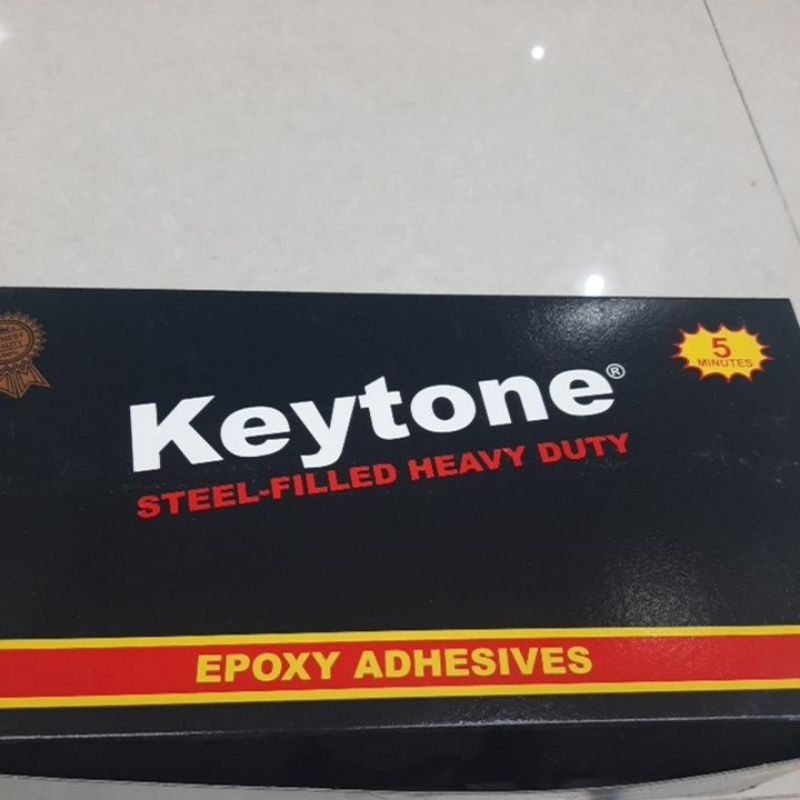 Keytone®
STEEL-FILLED HEAVY DUTY
5
MINUTES
EPOXY ADHESIVES